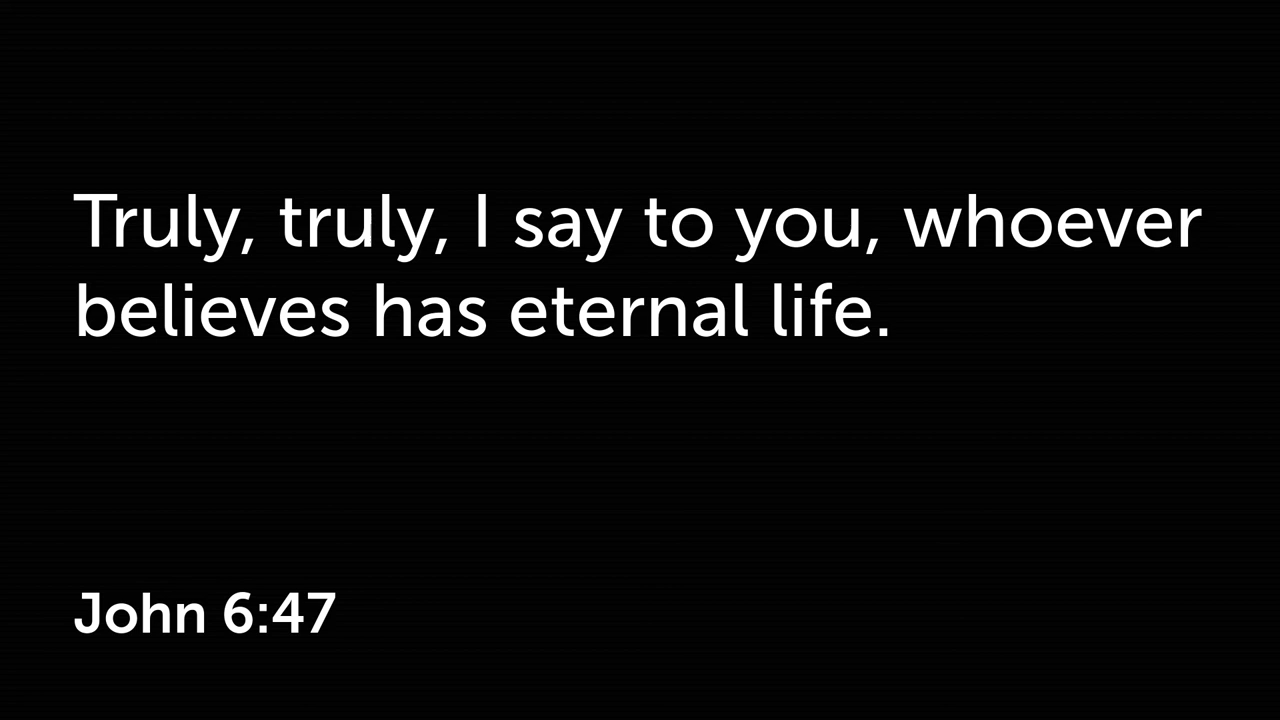 Truly, truly, I say to you, whoever
believes has eternal life.
John 6:47